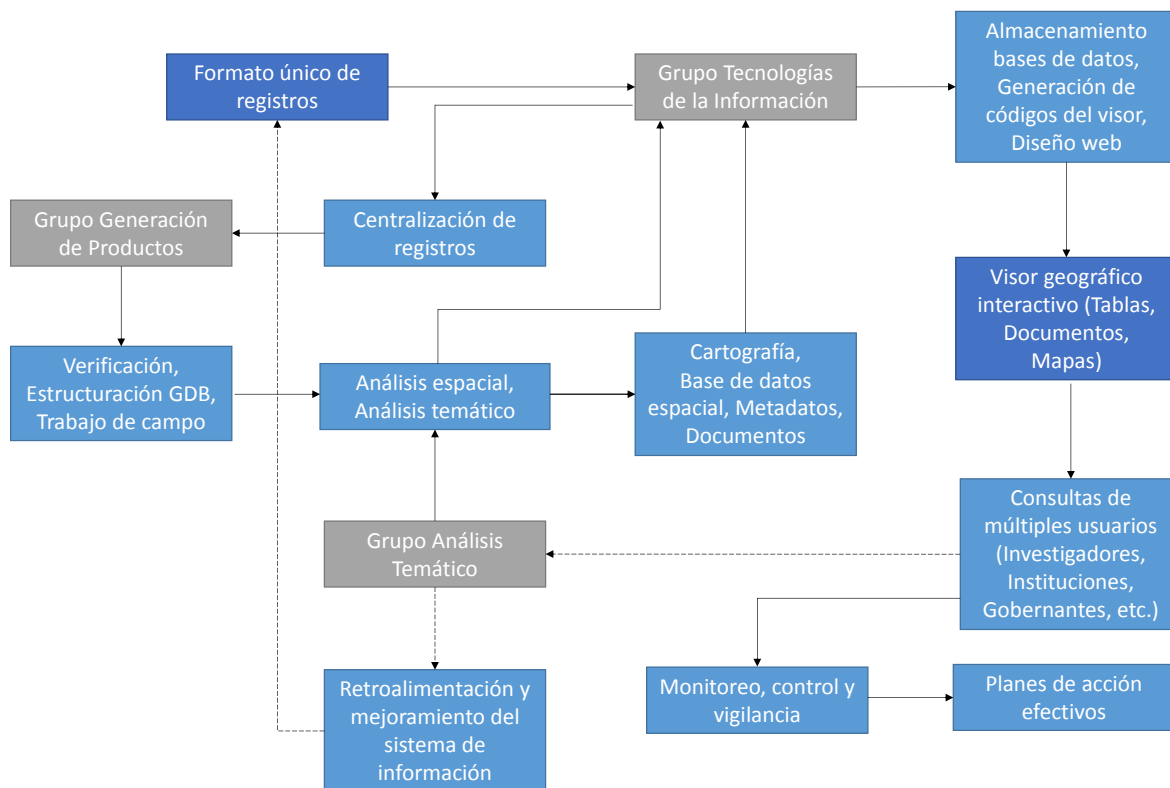 Formato único de
registros
Grupo Tecnologías
de la Información
Almacenamiento
bases de datos,
Generación de
códigos del visor,
Diseño web
Grupo Generación
de Productos
Centralización de
registros
Visor geográfico
interactivo (Tablas,
Documentos,
Mapas)
Verificación,
Estructuración GDB,
Trabajo de campo
Análisis espacial,
Análisis temático
Cartografía,
Base de datos
espacial, Metadatos,
Documentos
Grupo Análisis
Temático
Consultas de
múltiples usuarios
(Investigadores,
Instituciones,
Gobernantes, etc.)
Retroalimentación y
mejoramiento del
sistema de
información
Monitoreo, control y
vigilancia
Planes de acción
efectivos